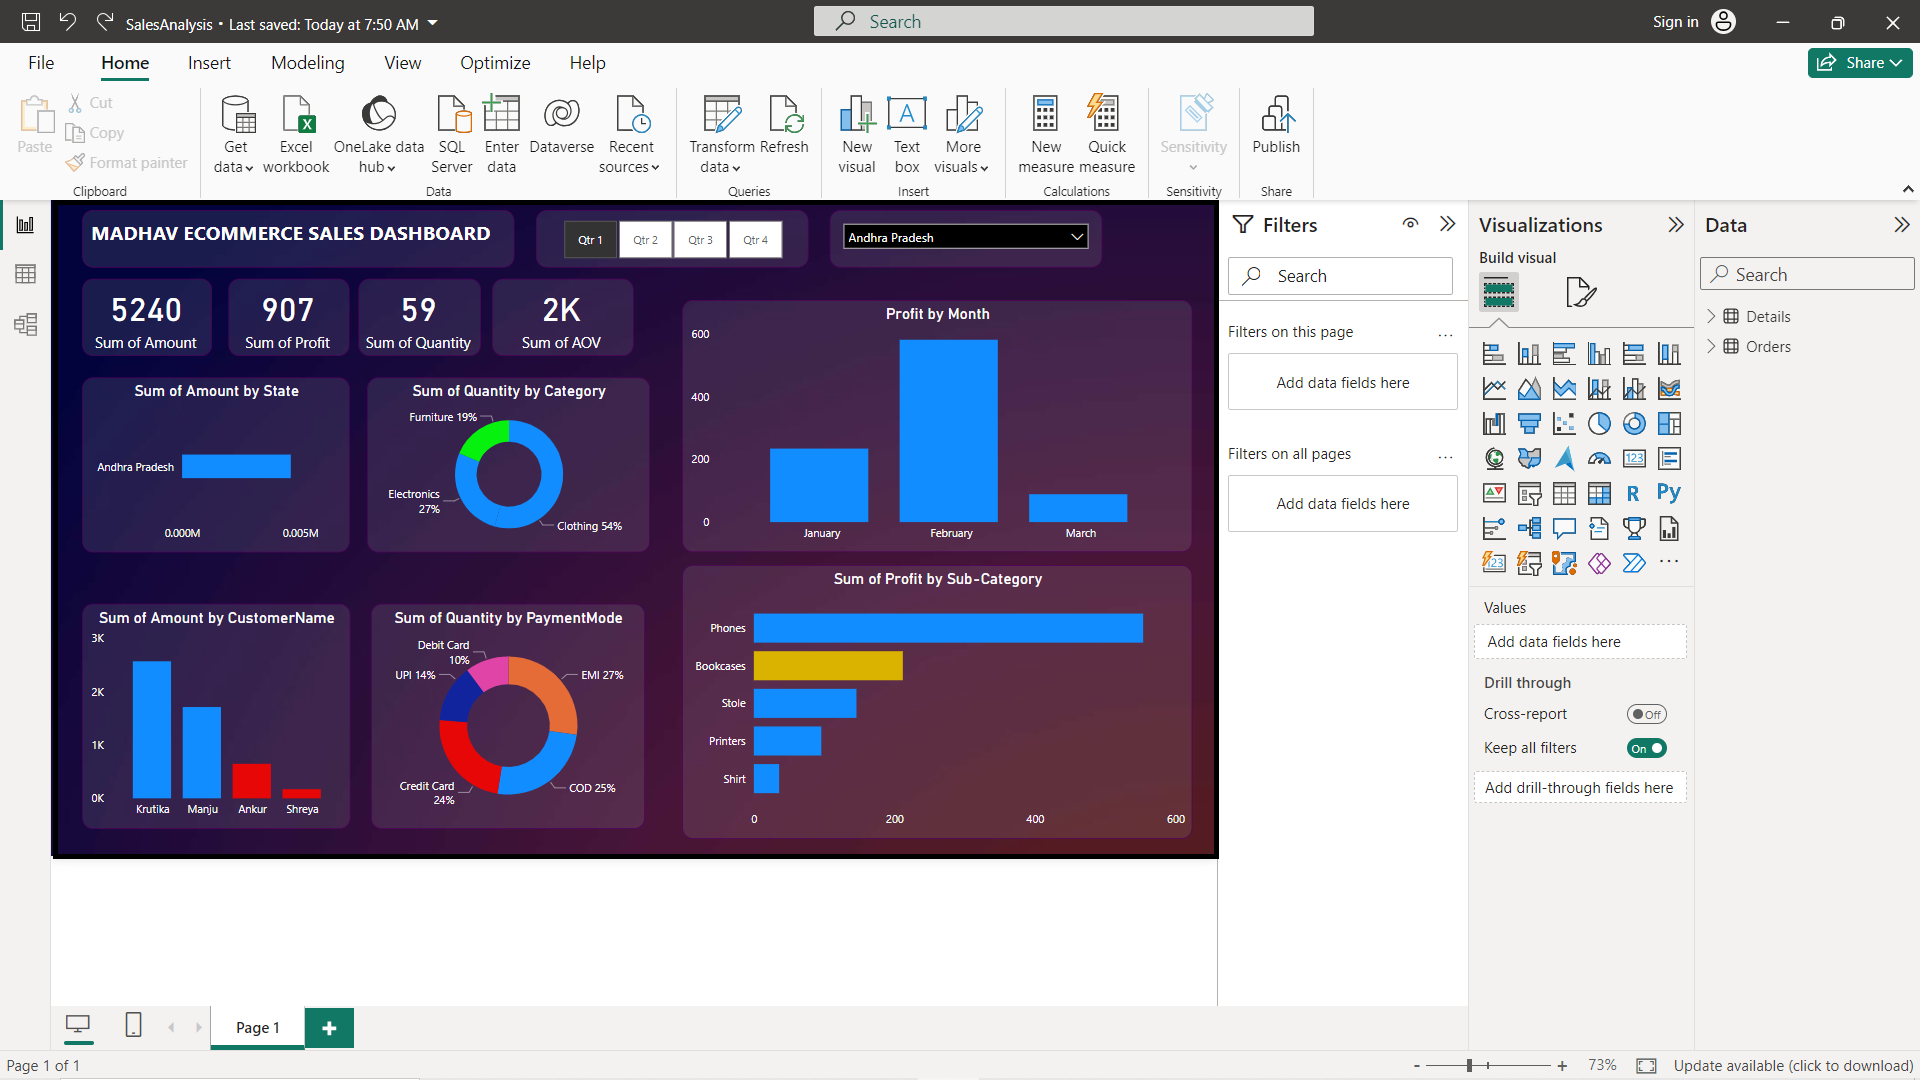 SalesAnalysis • Last saved: Today at 7:50 AM
Search
Sign in
File
Home
Insert
Modeling
View
Optimize
Help
Share
Paste
Cut
Copy
Format painter
Clipboard
Get
data
Excel
workbook
OneLake data
hub
SQL
Server
Enter
data
Dataverse
Recent
sources
Data
Transform
data
Refresh
Queries
New
visual
A
Text
box
More
visuals
Insert
New
measure
Quick
measure
Calculations
Sensitivity
Sensitivity
Publish
Share
MADHAV ECOMMERCE SALES DASHBOARD
Qtr 1
Qtr 2
Qtr 3
Qtr 4
Andhra Pradesh
5240
Sum of Amount
907
Sum of Profit
59
Sum of Quantity
2K
Sum of AOV
Sum of Amount by State
Andhra Pradesh
0.000M
0.005M
Sum of Quantity by Category
Furniture 19%
Electronics
27%
Clothing 54%
Profit by Month
600
400
200
0
January
February
March
Sum of Amount by CustomerName
3K
2K
1K
0K
Krutika
Manju
Ankur
Shreya
Sum of Quantity by PaymentMode
Debit Card
10%
UPI 14%
EMI 27%
Credit Card
24%
COD 25%
Sum of Profit by Sub-Category
Phones
Bookcases
Stole
Printers
Shirt
0
200
400
600
Filters
Search
Filters on this page
...
Add data fields here
Filters on all pages
...
Add data fields here
Visualizations
Build visual
123
R
Py
123
...
Values
Add data fields here
Drill through
Cross-report
Off
Keep all filters
On
Add drill-through fields here
Data
Search
Details
Orders
Page 1
+
Page 1 of 1
-
+
73%
Update available (click to download)